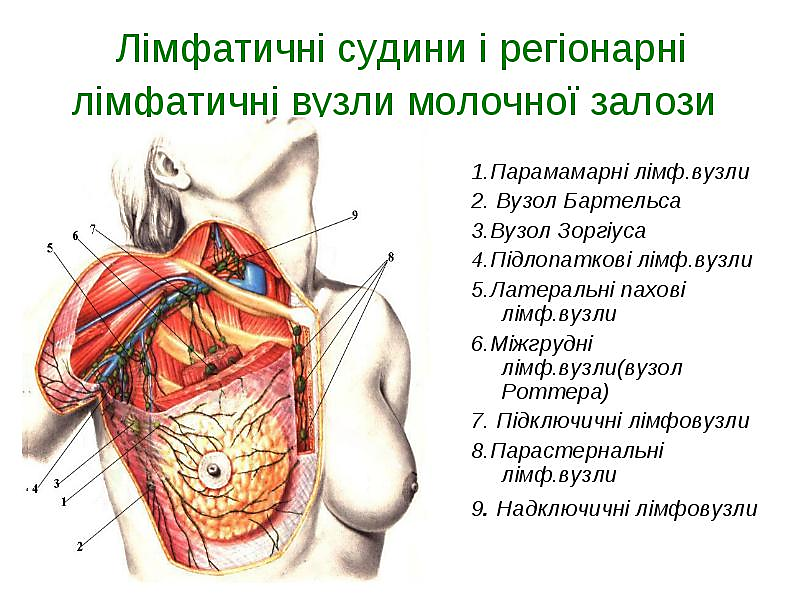 Лімфатичні судини і регіонарні
лімфатичні вузли молочної залози
1.Парамамарні лімф.вузли
2. Вузол Бартельса
3.Вузол Зоргіуса
4.Підлопаткові лімф.вузли
5.Латеральні пахові
лімф.вузли
6.Міжгрудні
лімф.вузли(вузол
Роттера)
7. Підключичні лімфовузли
8.Парастернальні
лімф.вузли
9. Надключичні лімфовузли
9
7
6
5
8
4
3
1
2